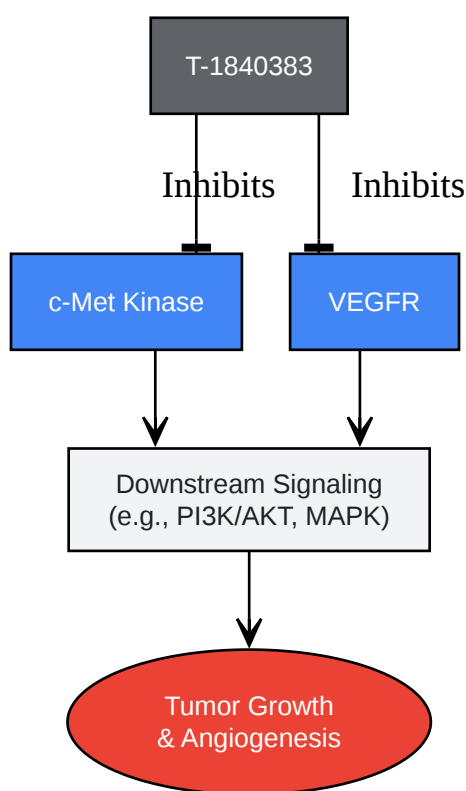 T-1840383
Inhibits
Inhibits
c-Met Kinase
VEGFR
Downstream Signaling
(e.g., PI3K/AKT, MAPK)
Tumor Growth
& Angiogenesis